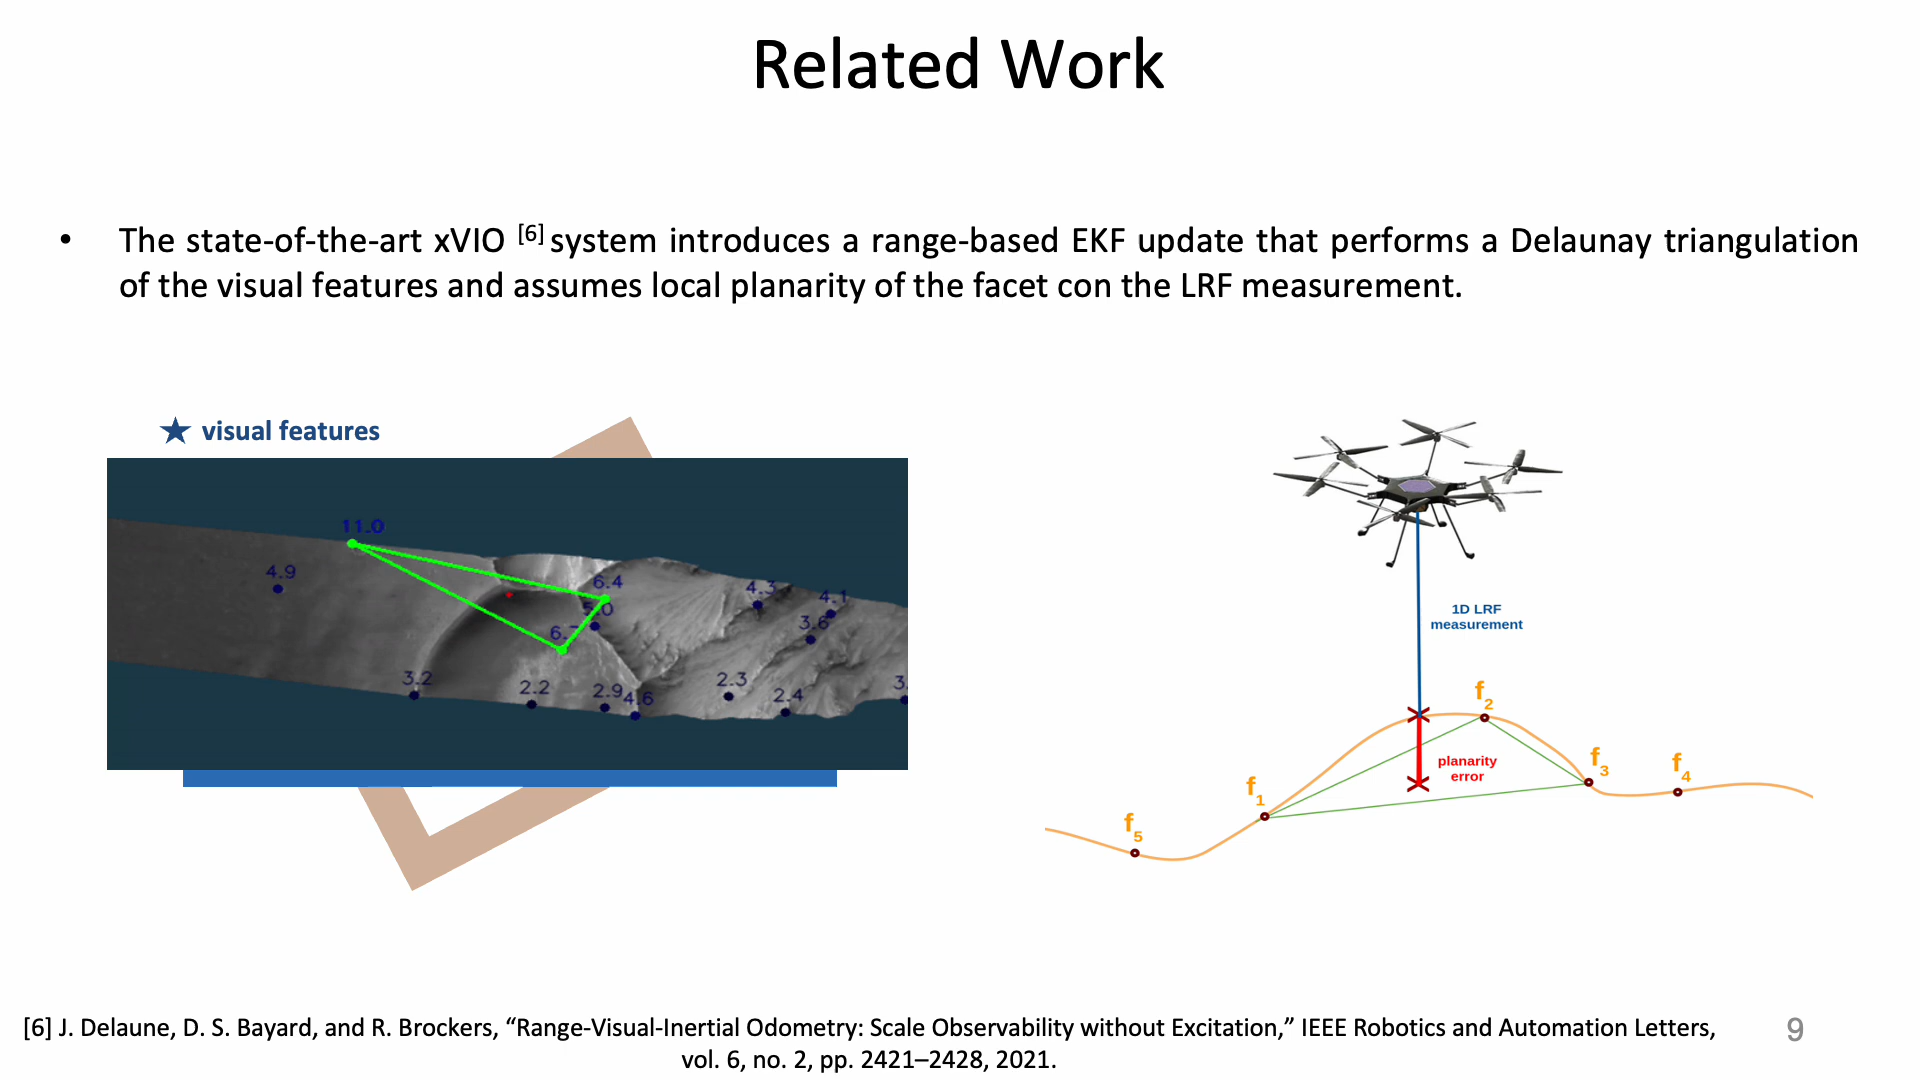 Related Work
• The state-of-the-art xVIO [6] system introduces a range-based EKF update that performs a Delaunay triangulation
of the visual features and assumes local planarity of the facet con the LRF measurement.
★ visual features
11.0
4.9
6.4
5.0
6.
4.3
4.1
3.6
3.2
2.2
2.9
4.6
2.3
2.4
3.
1D LRF
measurement
f2
planarity
error
f3
f4
f1
f5
[6] J. Delaune, D. S. Bayard, and R. Brockers, “Range-Visual-Inertial Odometry: Scale Observability without Excitation,” IEEE Robotics and Automation Letters,
vol. 6, no. 2, pp. 2421–2428, 2021.
9